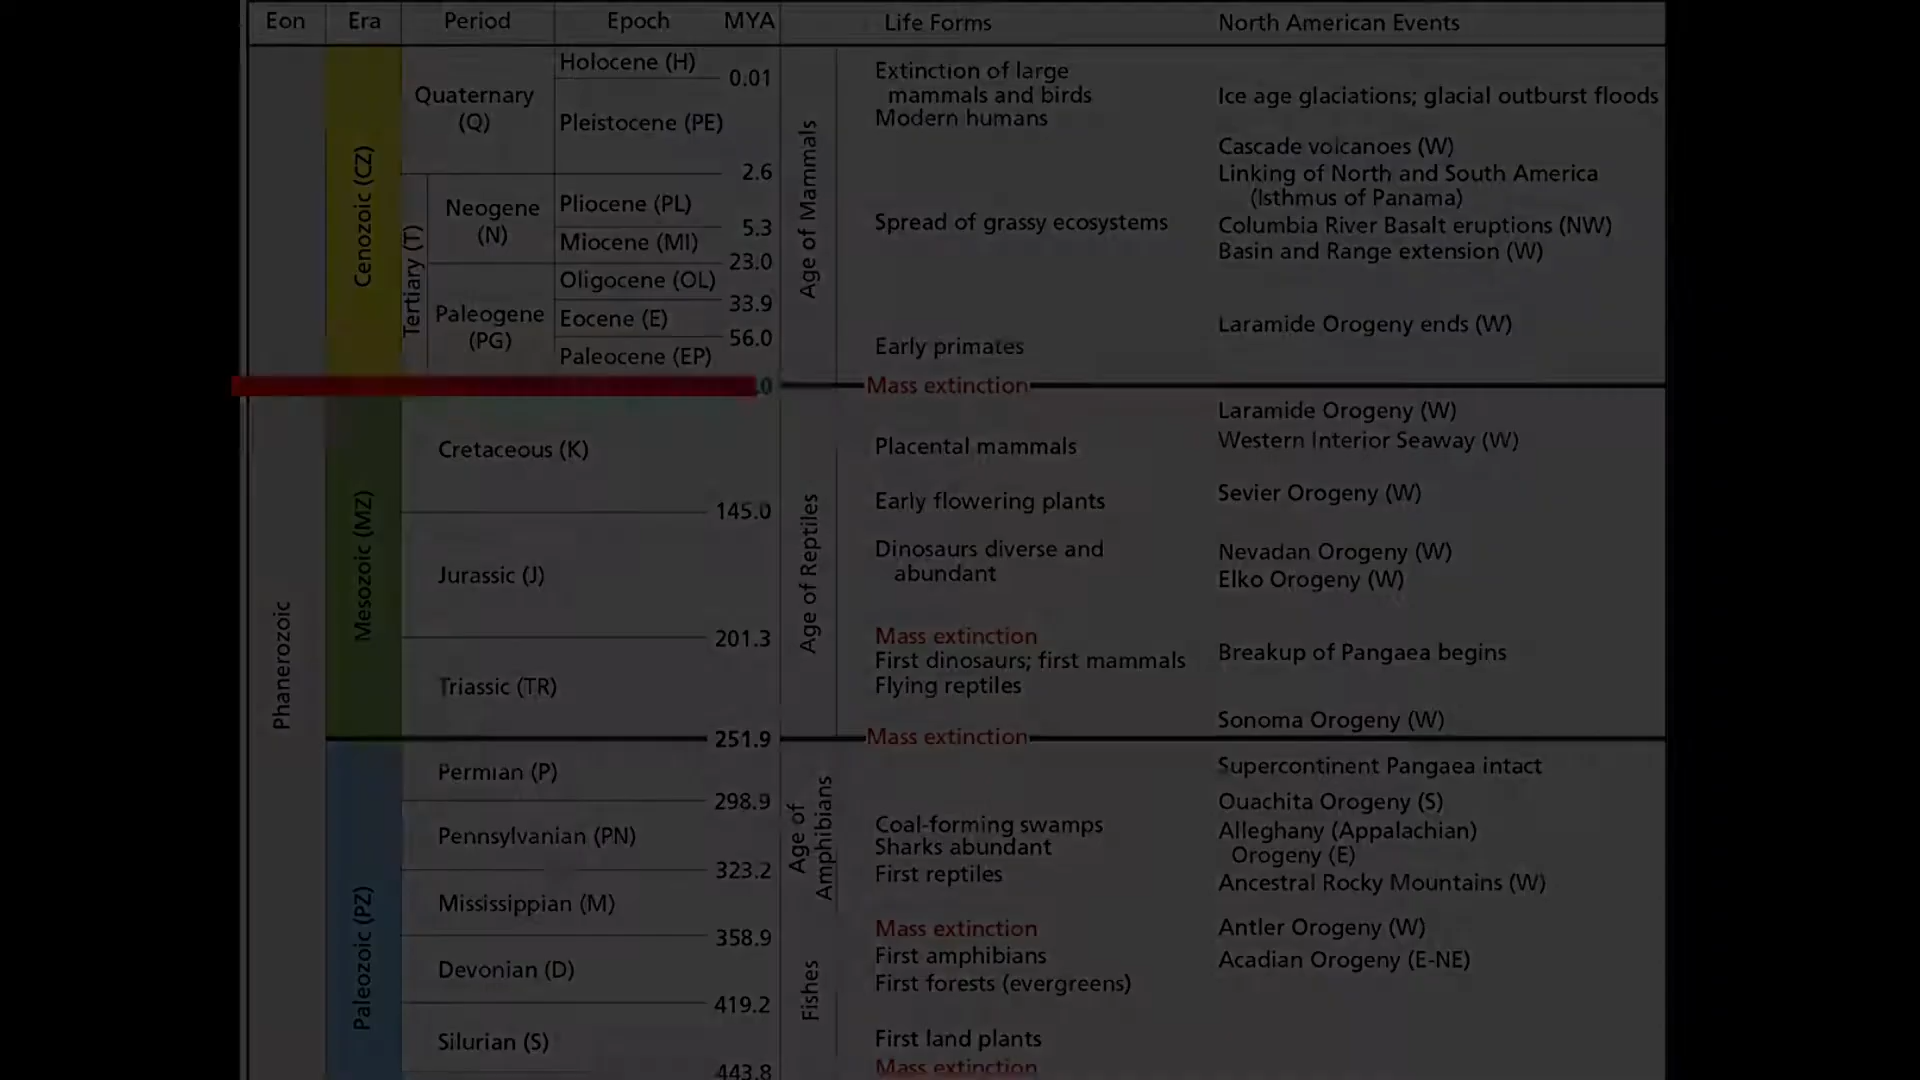 Eon Era Period Epoch MYA Life Forms North American Events
Phanerozoic
Cenozoic (CZ)
Quaternary
(Q)
Holocene (H)
0.01
Pleistocene (PE)
2.6
Tertiary (T)
Neogene
(N)
Pliocene (PL)
5.3
Miocene (MI)
23.0
Paleogene
(PG)
Oligocene (OL)
33.9
Eocene (E)
56.0
Paleocene (EP)
0
Age of Mammals
Extinction of large
mammals and birds
Modern humans
Spread of grassy ecosystems
Early primates
Mass extinction
Ice age glaciations; glacial outburst floods
Cascade volcanoes (W)
Linking of North and South America
(Isthmus of Panama)
Columbia River Basalt eruptions (NW)
Basin and Range extension (W)
Laramide Orogeny ends (W)
Mesozoic (MZ)
Cretaceous (K)
145.0
Jurassic (J)
201.3
Triassic (TR)
251.9
Age of Reptiles
Placental mammals
Early flowering plants
Dinosaurs diverse and
abundant
Mass extinction
First dinosaurs; first mammals
Flying reptiles
Mass extinction
Laramide Orogeny (W)
Western Interior Seaway (W)
Sevier Orogeny (W)
Nevadan Orogeny (W)
Elko Orogeny (W)
Breakup of Pangaea begins
Sonoma Orogeny (W)
Paleozoic (PZ)
Permian (P)
298.9
Pennsylvanian (PN)
323.2
Mississippian (M)
358.9
Devonian (D)
419.2
Silurian (S)
443.8
Age of
Amphibians
Fishes
Coal-forming swamps
Sharks abundant
First reptiles
Mass extinction
First amphibians
First forests (evergreens)
First land plants
Mass extinction
Supercontinent Pangaea intact
Ouachita Orogeny (S)
Alleghany (Appalachian)
Orogeny (E)
Ancestral Rocky Mountains (W)
Antler Orogeny (W)
Acadian Orogeny (E-NE)